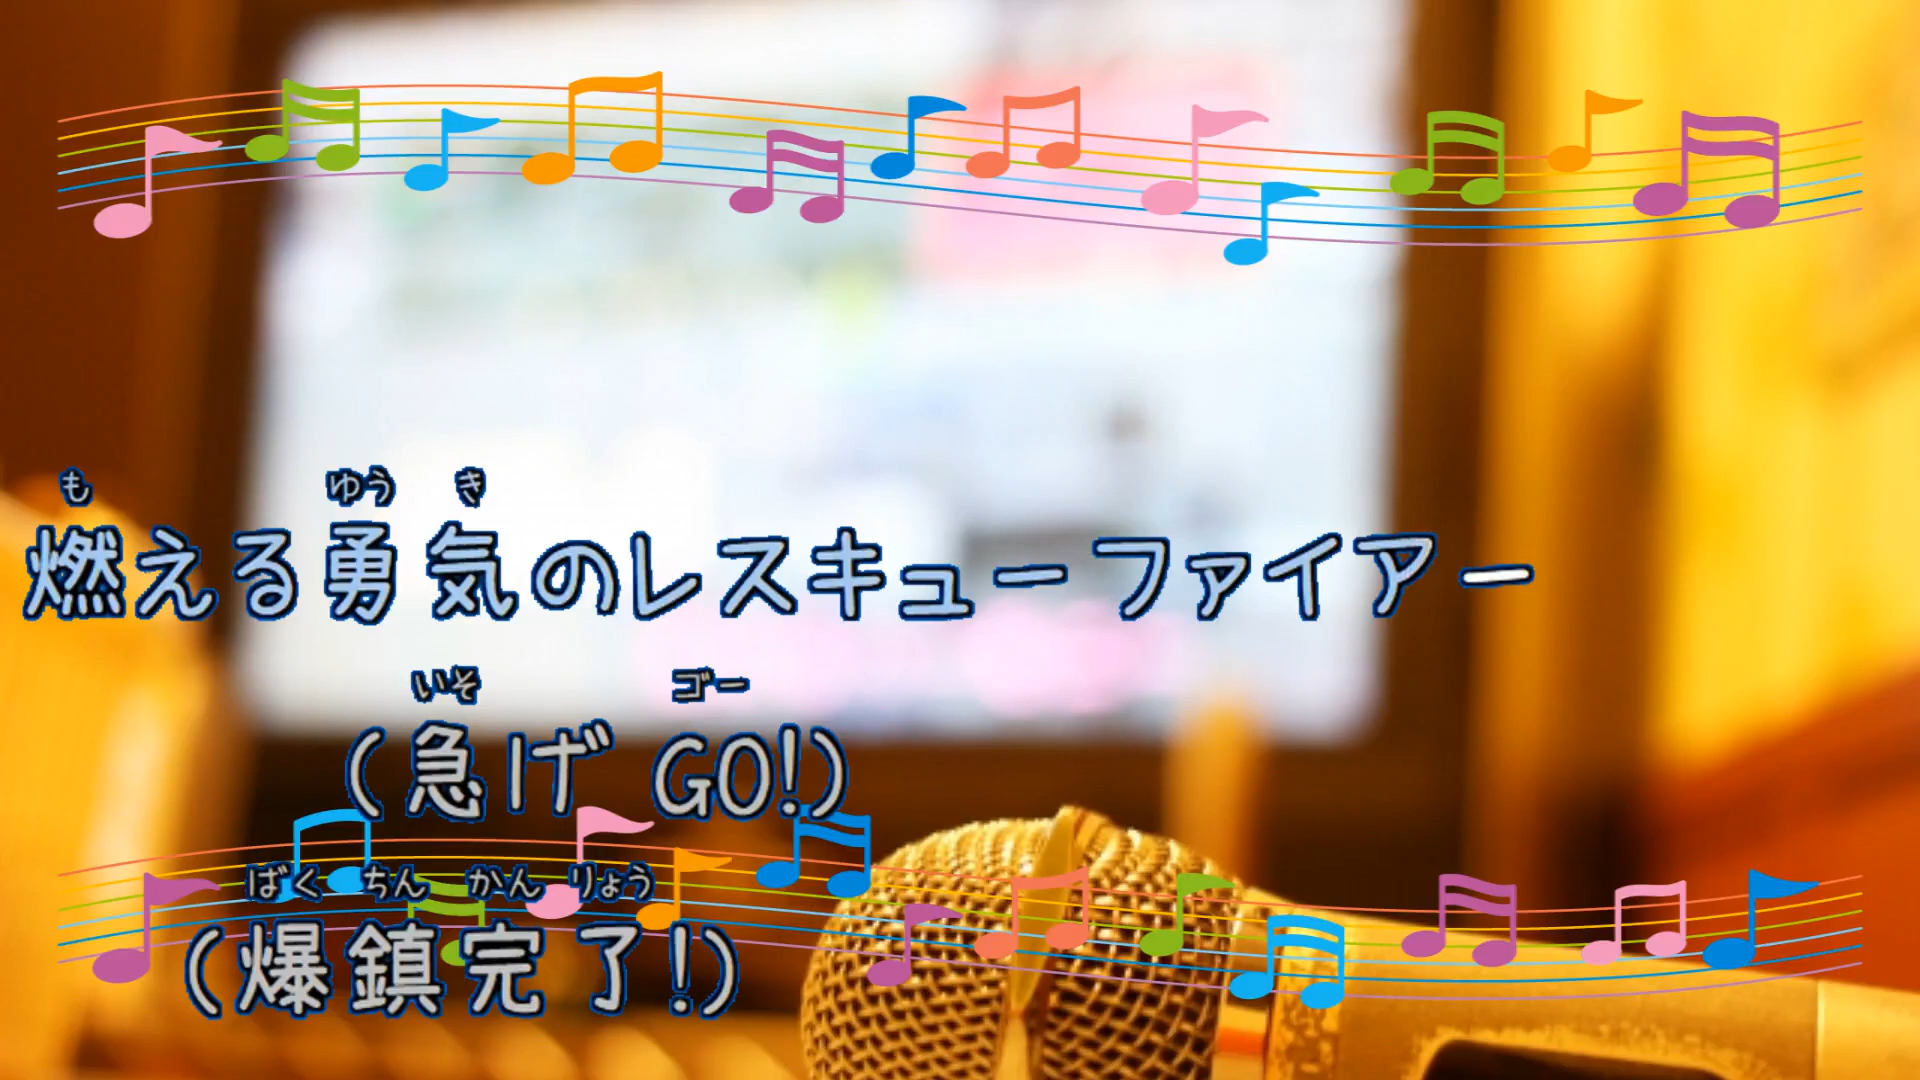 も ゆう き
燃える勇気のレスキューファイアー
いそ ゴー
(急げ GO!)
ばく ちん かん りょう
(爆鎮完了!)